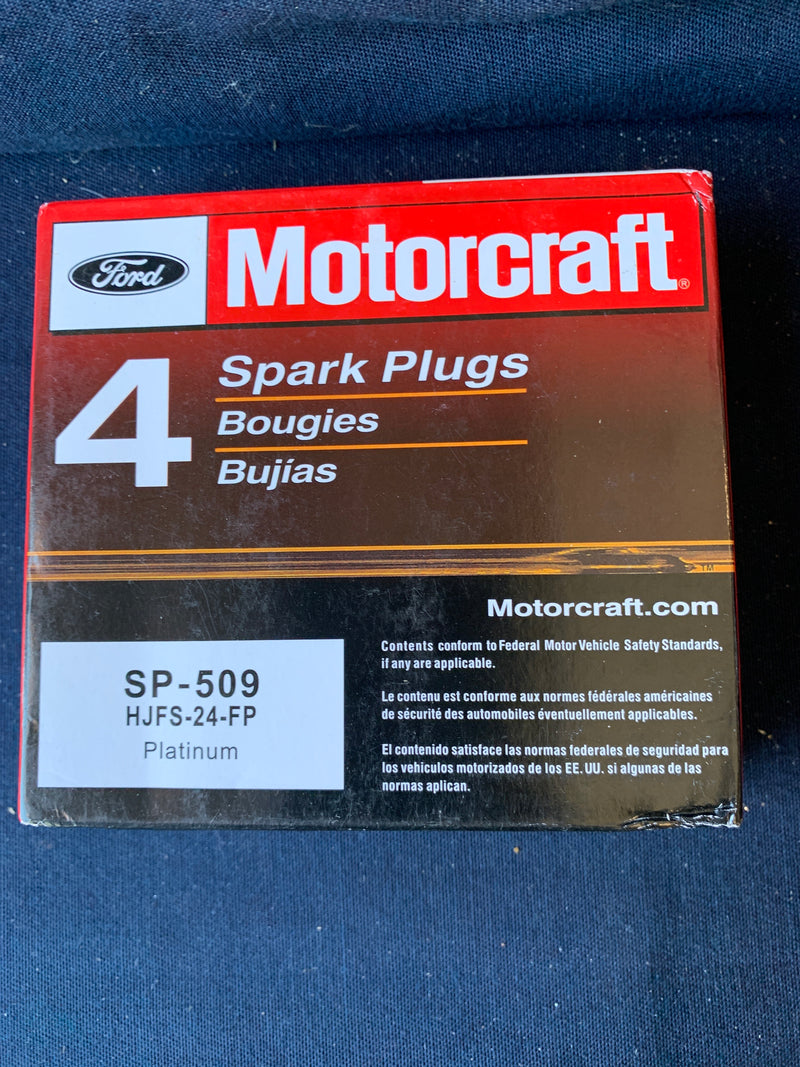 Ford
Motorcraft®
4
Spark Plugs
Bougies
Bujías
TM
Motorcraft.com
SP-509
HJFS-24-FP
Platinum
Contents conform to Federal Motor Vehicle Safety Standards,
if any are applicable.
Le contenu est conforme aux normes fédérales américaines
de sécurité des automobiles éventuellement applicables.
El contenido satisface las normas federales de seguridad para
los vehiculos motorizados de los EE. UU. si algunas de las
normas aplican.